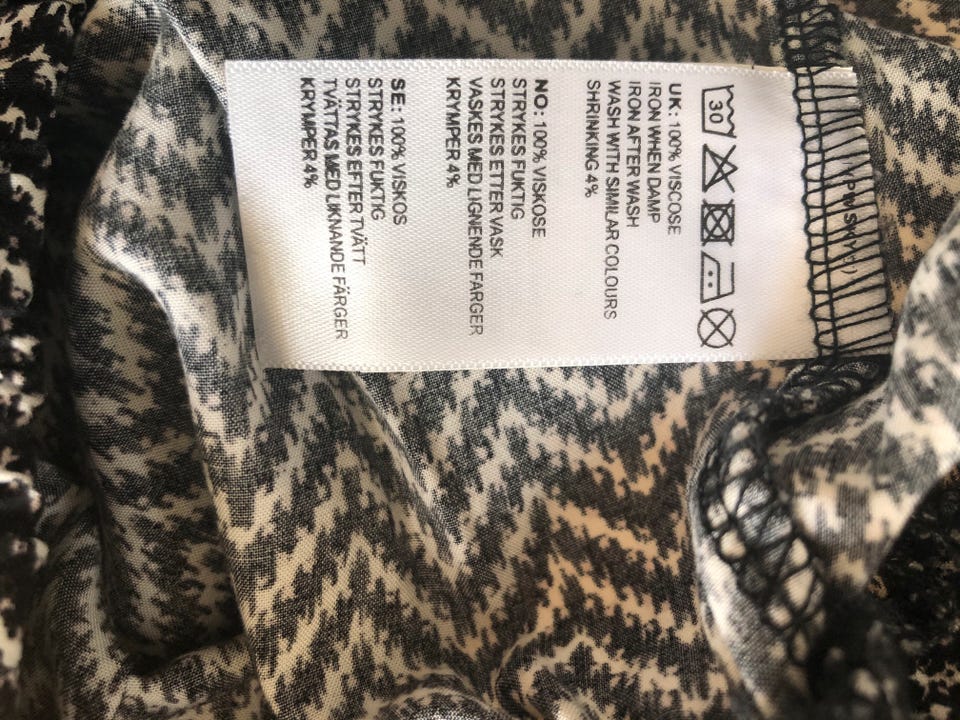 30
UK: 100% VISCOSE
IRON WHEN DAMP
IRON AFTER WASH
WASH WITH SIMILAR COLOURS
SHRINKING 4%
NO: 100% VISKOSE
STRYKES FUKTIG
STRYKES ETTER VASK
VASKES MED LIGNENDE FARGER
KRYMPER 4%
SE: 100% VISKOS
STRYKES FUKTIG
STRYKES EFTER TVÄTT
TVÄTTAS MED LIKNANDE FÄRGER
KRYMPER 4%